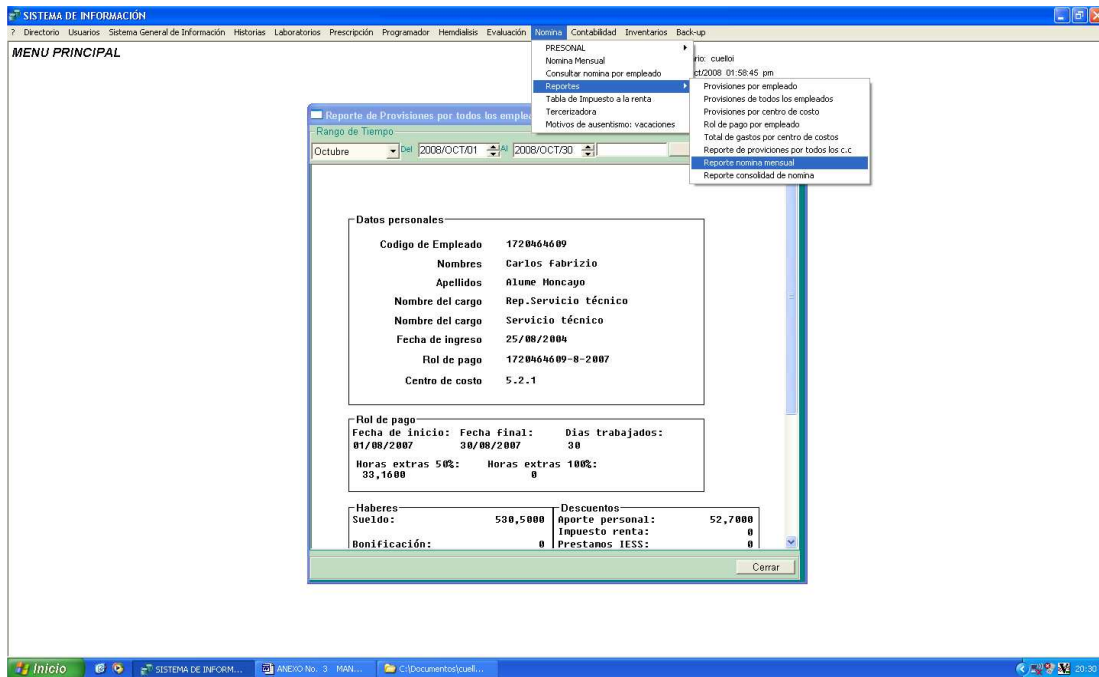 SISTEMA DE INFORMACIÓN
? Directorio Usuarios Sistema General de Información Historias Laboratorios Prescripción Programador Hemdialisis Evaluación Nomina Contabilidad Inventarios Back-up
MENU PRINCIPAL
cuelloi
/2008 01:58:45 pm
PRESONAL
Nomina Mensual
Consultar nomina por empleado
Reportes
Tabla de Impuesto a la renta
Tercerizadora
Motivos de ausentismo: vacaciones
Provisiones por empleado
Provisiones de todos los empleados
Provisiones por centro de costo
Rol de pago por empleado
Total de gastos por centro de costos
Reporte de proviciones por todos los c.c
Reporte nomina mensual
Reporte consolidad de nomina
Reporte de Provisiones por todos los emplea
Rango de Tiempo
Octubre Del 2008/OCT/01 Al 2008/OCT/30
Datos personales
Codigo de Empleado 1720464609
Nombres Carlos fabrizio
Apellidos Alume Moncayo
Nombre del cargo Rep.Servicio técnico
Nombre del cargo Servicio técnico
Fecha de ingreso 25/08/2004
Rol de pago 1720464609-8-2007
Centro de costo 5.2.1
Rol de pago
Fecha de inicio: Fecha final: Dias trabajados:
01/08/2007 30/08/2007 30
Horas extras 50%: Horas extras 100%:
33,1600 0
Haberes Descuentos
Sueldo: 530,5000 Aporte personal: 52,7000
Impuesto renta: 0
Bonificación: 0 Prestamos IESS: 0
Cerrar
Inicio SISTEMA DE INFORM... ANEXO No. 3 MAN... C:\Documentos\cuell... 20:30